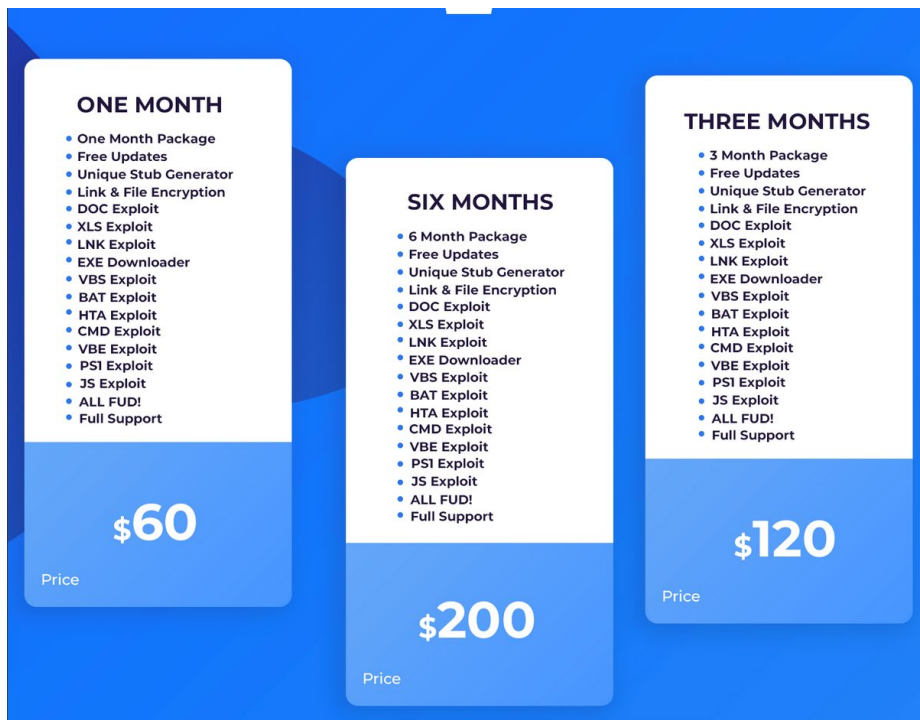 ONE MONTH
One Month Package
Free Updates
Unique Stub Generator
Link & File Encryption
DOC Exploit
XLS Exploit
LNK Exploit
EXE Downloader
VBS Exploit
BAT Exploit
HTA Exploit
CMD Exploit
VBE Exploit
PS1 Exploit
JS Exploit
ALL FUD!
Full Support
$60
Price
SIX MONTHS
6 Month Package
Free Updates
Unique Stub Generator
Link & File Encryption
DOC Exploit
XLS Exploit
LNK Exploit
EXE Downloader
VBS Exploit
BAT Exploit
HTA Exploit
CMD Exploit
VBE Exploit
PS1 Exploit
JS Exploit
ALL FUD!
Full Support
$200
Price
THREE MONTHS
3 Month Package
Free Updates
Unique Stub Generator
Link & File Encryption
DOC Exploit
XLS Exploit
LNK Exploit
EXE Downloader
VBS Exploit
BAT Exploit
HTA Exploit
CMD Exploit
VBE Exploit
PS1 Exploit
JS Exploit
ALL FUD!
Full Support
$120
Price